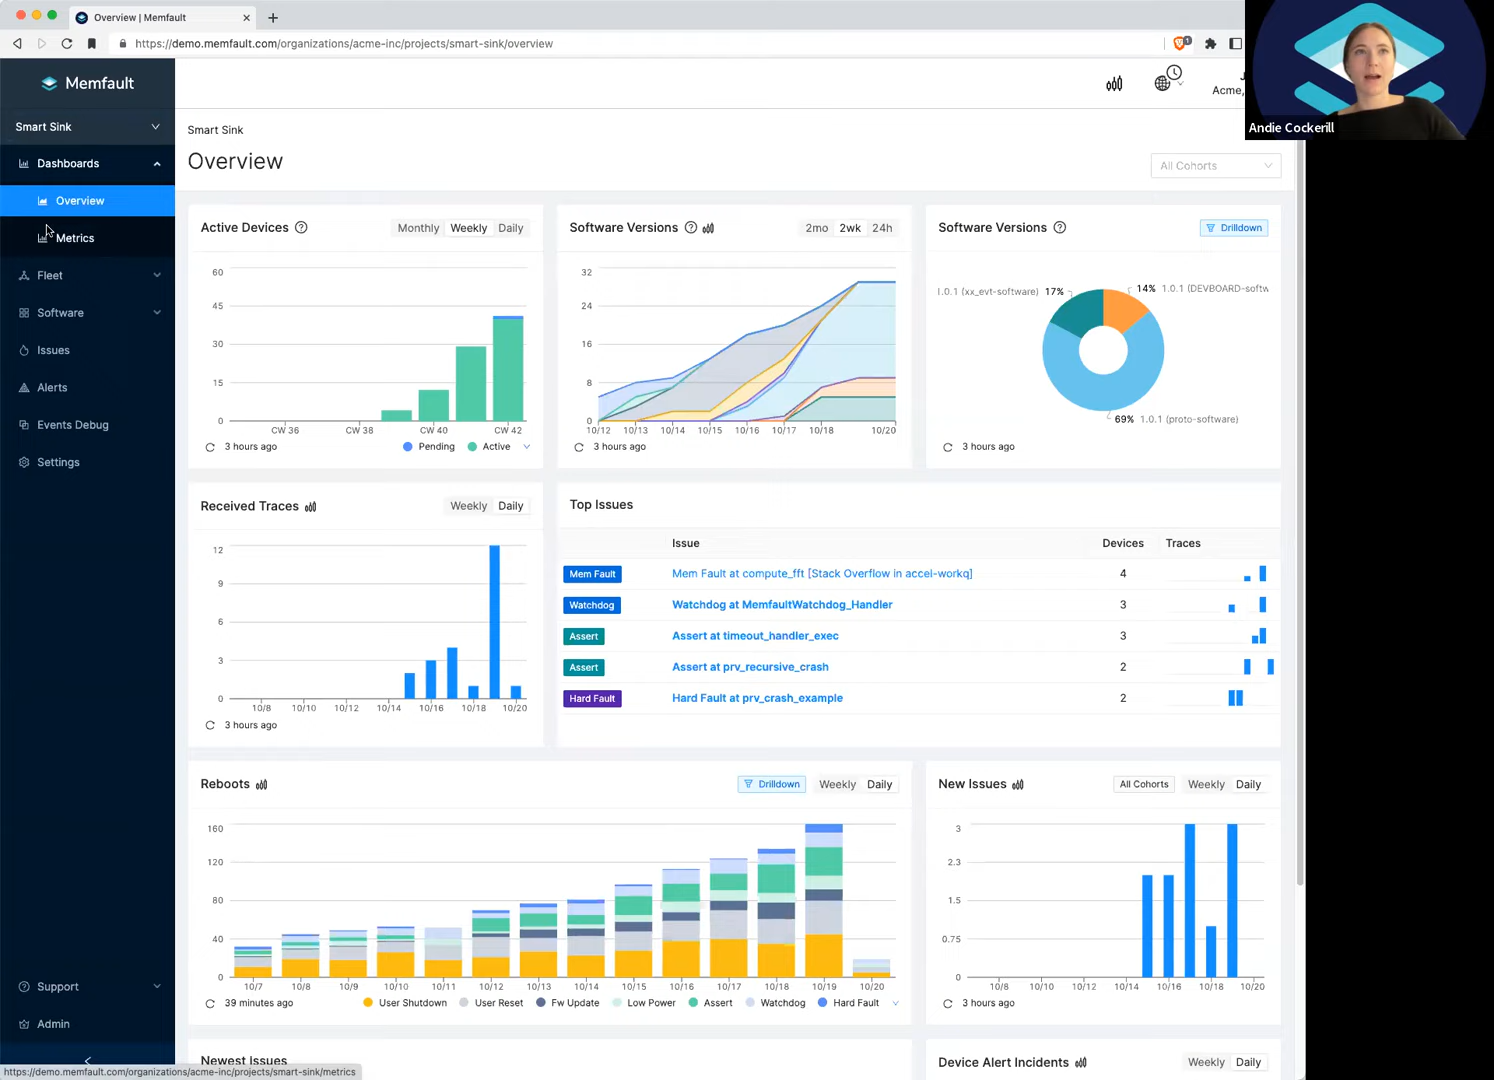 Overview | Memfault
https://demo.memfault.com/organizations/acme-inc/projects/smart-sink/overview
1
Memfault
Smart Sink
Dashboards
Overview
Metrics
Fleet
Software
Issues
Alerts
Events Debug
Settings
Support
Admin
https://demo.memfault.com/organizations/acme-inc/projects/smart-sink/metrics
Acme,
Andie Cockerill
Smart Sink
Overview
All Cohorts
Active Devices
Monthly Weekly Daily
60
45
30
15
0
CW 36 CW 38 CW 40 CW 42
3 hours ago
Pending Active
Software Versions
2mo 2wk 24h
32
24
16
8
0
10/12 10/13 10/14 10/15 10/16 10/17 10/18 10/20
3 hours ago
Software Versions
Drilldown
1.0.1 (xx_evt-software) 17%
14% 1.0.1 (DEVBOARD-softw
69% 1.0.1 (proto-software)
3 hours ago
Received Traces
Weekly Daily
12
9
6
3
0
10/8 10/10 10/12 10/14 10/16 10/18 10/20
3 hours ago
Top Issues
Issue Devices Traces
Mem Fault Mem Fault at compute_fft [Stack Overflow in accel-workq] 4
Watchdog Watchdog at MemfaultWatchdog_Handler 3
Assert Assert at timeout_handler_exec 3
Assert Assert at prv_recursive_crash 2
Hard Fault Hard Fault at prv_crash_example 2
Reboots
Drilldown Weekly Daily
160
120
80
40
0
10/7 10/8 10/9 10/10 10/11 10/12 10/13 10/14 10/15 10/16 10/17 10/18 10/19 10/20
39 minutes ago
User Shutdown User Reset Fw Update Low Power Assert Watchdog Hard Fault
New Issues
All Cohorts Weekly Daily
3
2.3
1.5
0.75
0
10/8 10/10 10/12 10/14 10/16 10/18 10/20
3 hours ago
Newest Issues
Device Alert Incidents
Weekly Daily